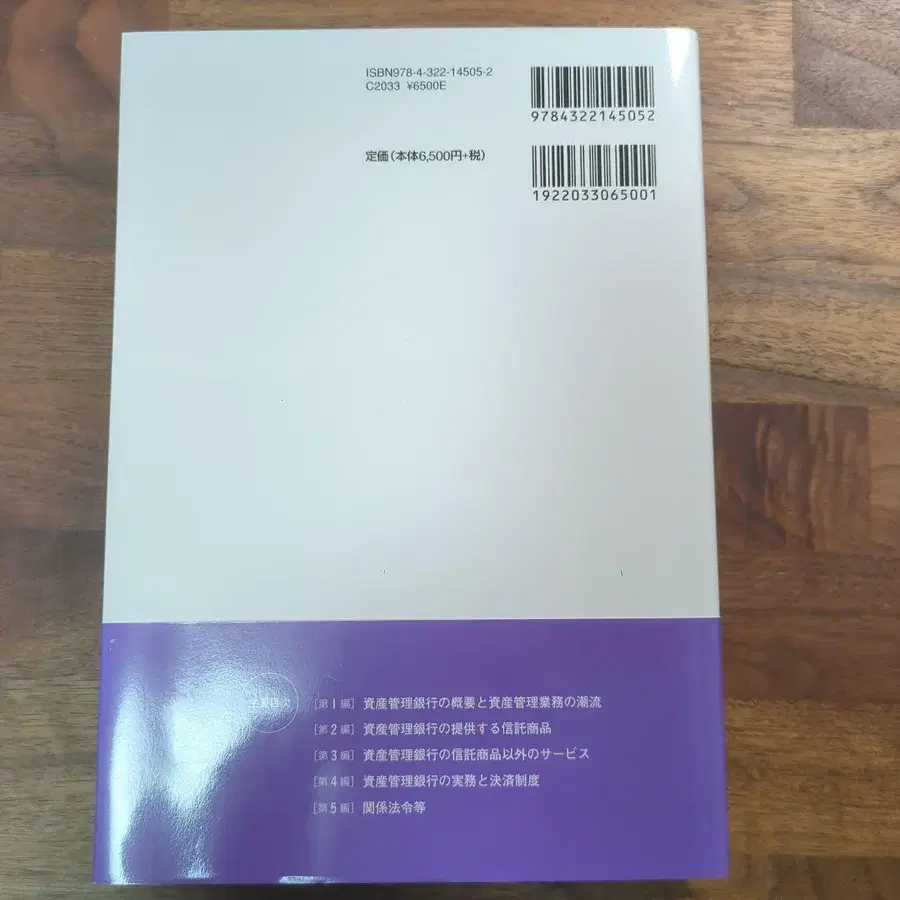 ISBN978-4-322-14505-2
C2033 ¥6500E
9784322145052
定価(本体6,500円+税)
1922033065001
主要目次
[第1編] 資産管理銀行の概要と資産管理業務の潮流
[第2編] 資産管理銀行の提供する信託商品
[第3編] 資産管理銀行の信託商品以外のサービス
[第4編] 資産管理銀行の実務と決済制度
[第5編] 関係法令等